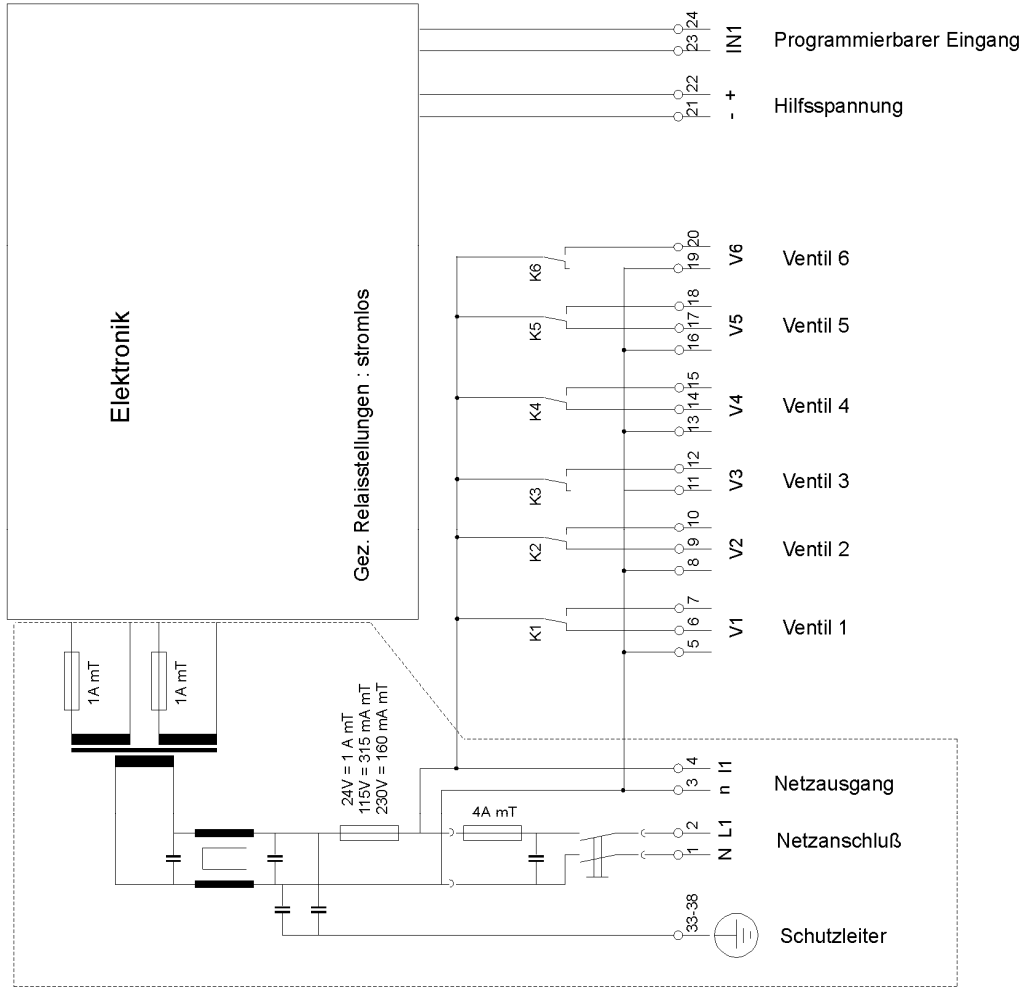 24
23
IN1
Programmierbarer Eingang
22
21
+
-
Hilfsspannung
Elektronik
Gez. Relaisstellungen : stromlos
K6
20
19
V6
Ventil 6
K5
18
17
16
V5
Ventil 5
K4
15
14
13
V4
Ventil 4
K3
12
11
V3
Ventil 3
K2
10
9
8
V2
Ventil 2
K1
7
6
5
V1
Ventil 1
1A mT
1A mT
24V = 1 A mT
115V = 315 mA mT
230V = 160 mA mT
4
3
l1
n
Netzausgang
4A mT
2
1
L1
N
Netzanschluß
33-38
Schutzleiter